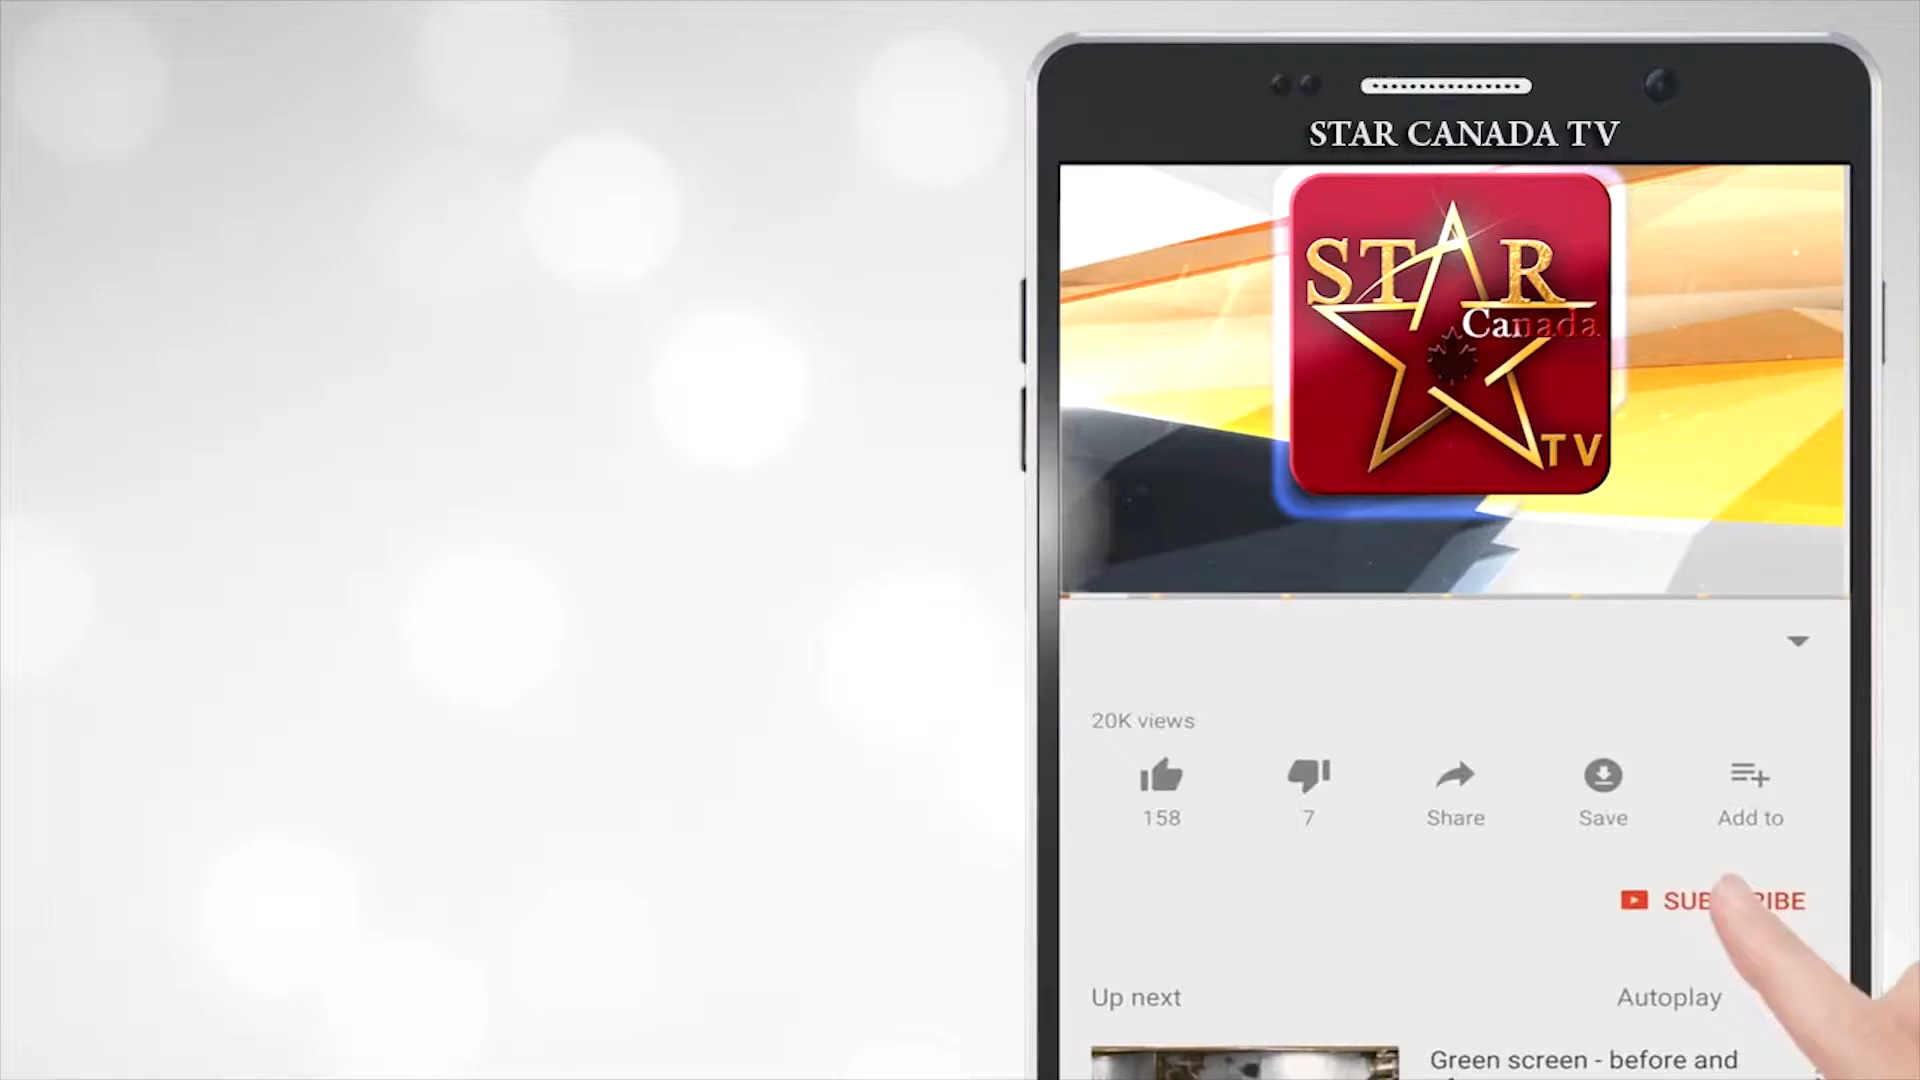 STAR CANADA TV
STAR
Canada
TV
20K views
158
7
Share
Save
Add to
Up next
Autoplay
Green screen - before and